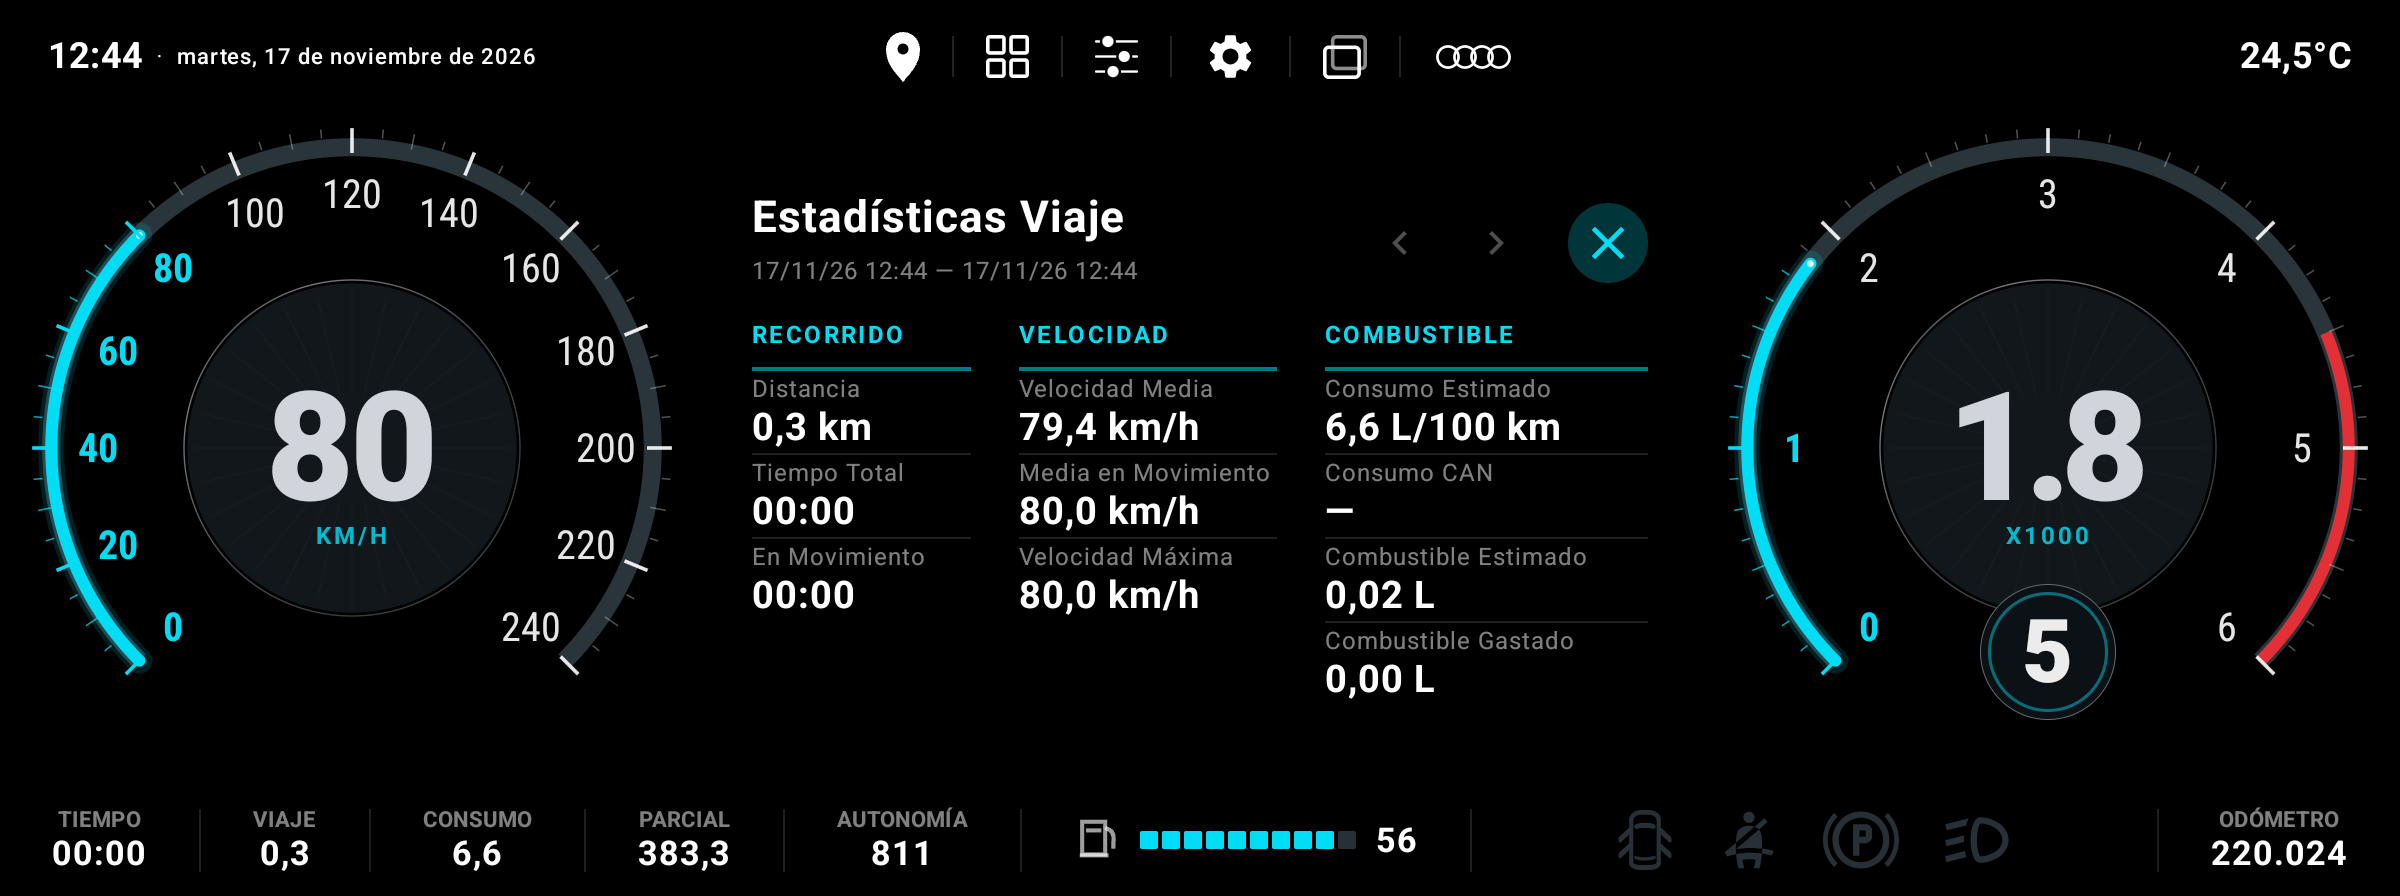 12:44 · martes, 17 de noviembre de 2026
24,5°C
0
20
40
60
80
100
120
140
160
180
200
220
240
80
KM/H
Estadísticas Viaje
17/11/26 12:44 — 17/11/26 12:44
RECORRIDO
Distancia
0,3 km
Tiempo Total
00:00
En Movimiento
00:00
VELOCIDAD
Velocidad Media
79,4 km/h
Media en Movimiento
80,0 km/h
Velocidad Máxima
80,0 km/h
COMBUSTIBLE
Consumo Estimado
6,6 L/100 km
Consumo CAN
—
Combustible Estimado
0,02 L
Combustible Gastado
0,00 L
0
1
2
3
4
5
6
1.8
X1000
5
TIEMPO
00:00
VIAJE
0,3
CONSUMO
6,6
PARCIAL
383,3
AUTONOMÍA
811
56
P
ODÓMETRO
220.024